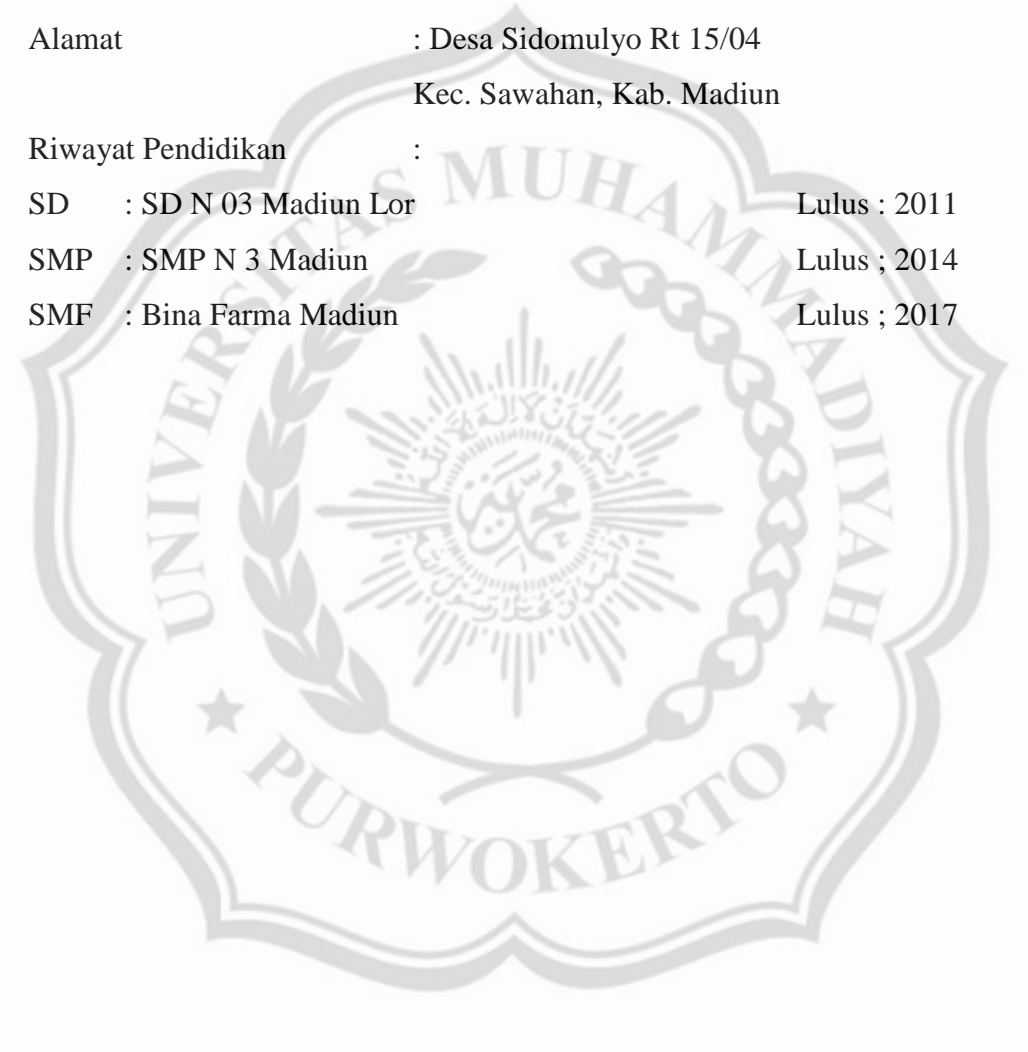 Alamat : Desa Sidomulyo Rt 15/04
Kec. Sawahan, Kab. Madiun
Riwayat Pendidikan :
SD : SD N 03 Madiun Lor Lulus : 2011
SMP : SMP N 3 Madiun Lulus ; 2014
SMF : Bina Farma Madiun Lulus ; 2017
UNIVERSITAS MUHAMMADIYAH
PURWOKERTO